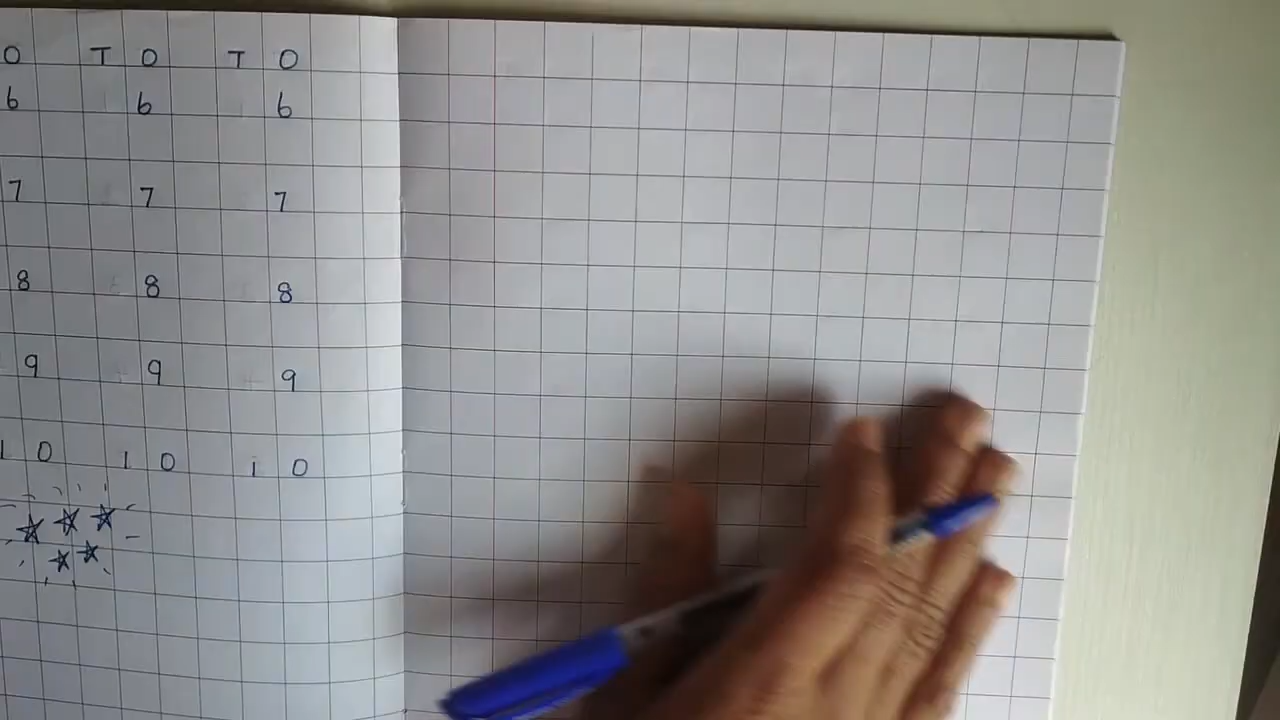 O T O T O
6 6 6
7 7 7
8 8 8
9 9 9
1 0 1 0 1 0